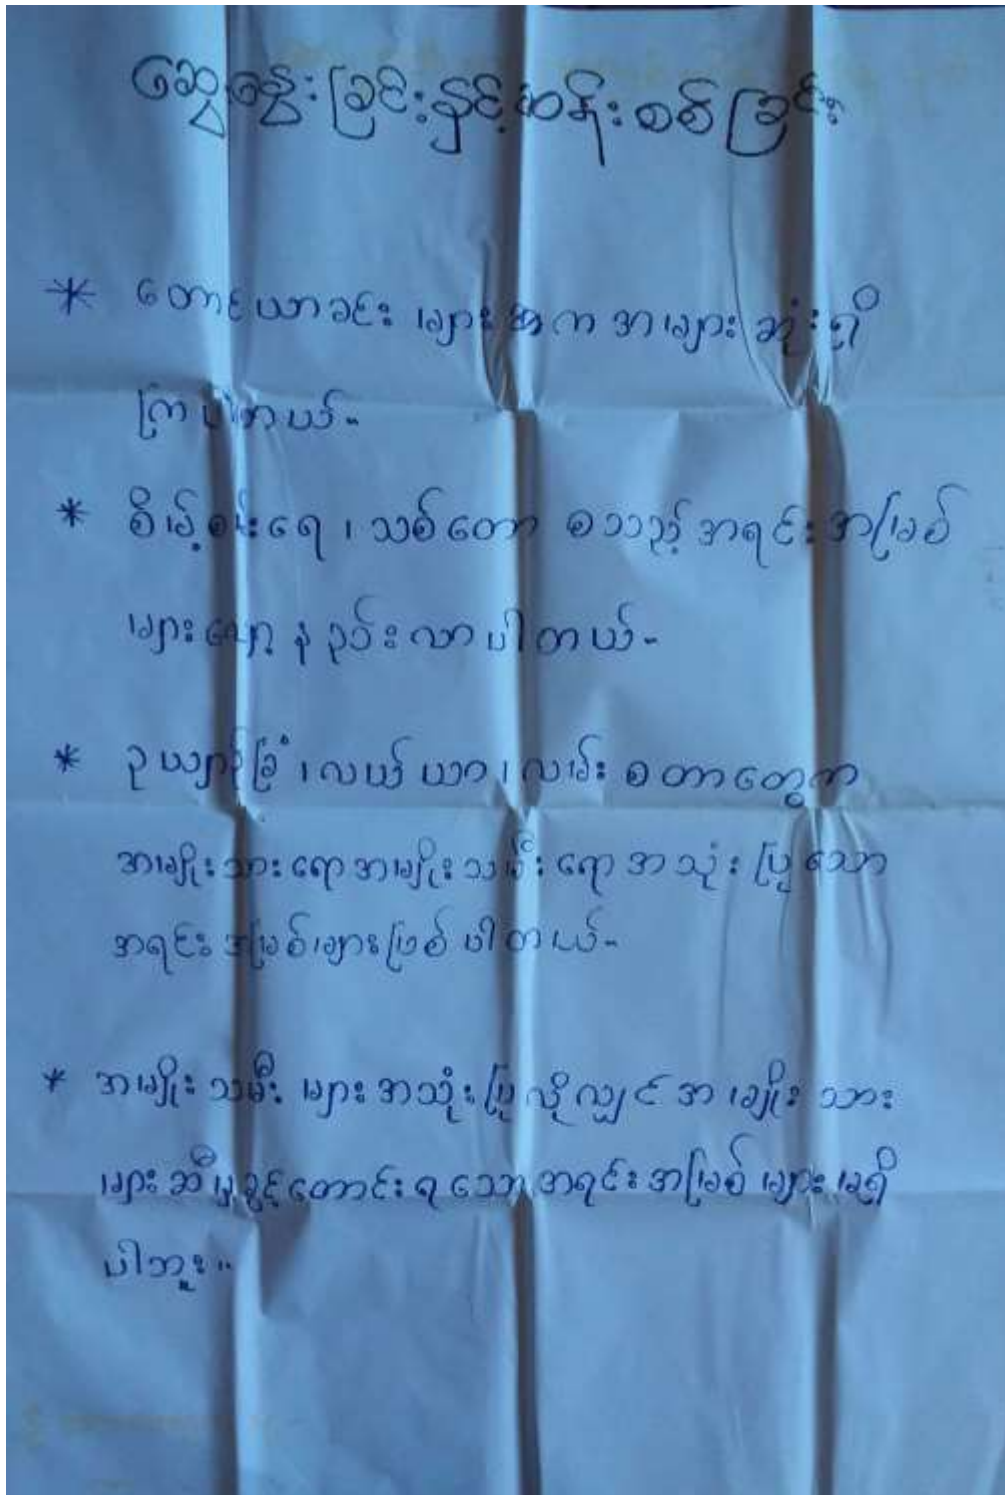 ဆွေးနွေးခြင်းနှင့်ဆန်းစစ်ခြင်း
* တောင်ယာခင်းများကအများဆုံးရှိ
ကြပါတယ်။
* စိမ့်စမ်းရေ၊သစ်တော စသည့်အရင်းအမြစ်
များလျော့နည်းလာပါတယ်။
* ဥယျာဉ်ခြံ၊လယ်ယာ၊လမ်းစတာတွေက
အမျိုးသားရောအမျိုးသမီးရောအသုံးပြုသော
အရင်းအမြစ်များဖြစ်ပါတယ်။
* အမျိုးသမီးများအသုံးပြုလိုလျှင်အမျိုးသား
များဆီမှခွင့်တောင်းရသောအရင်းအမြစ်များမရှိ
ပါဘူး။